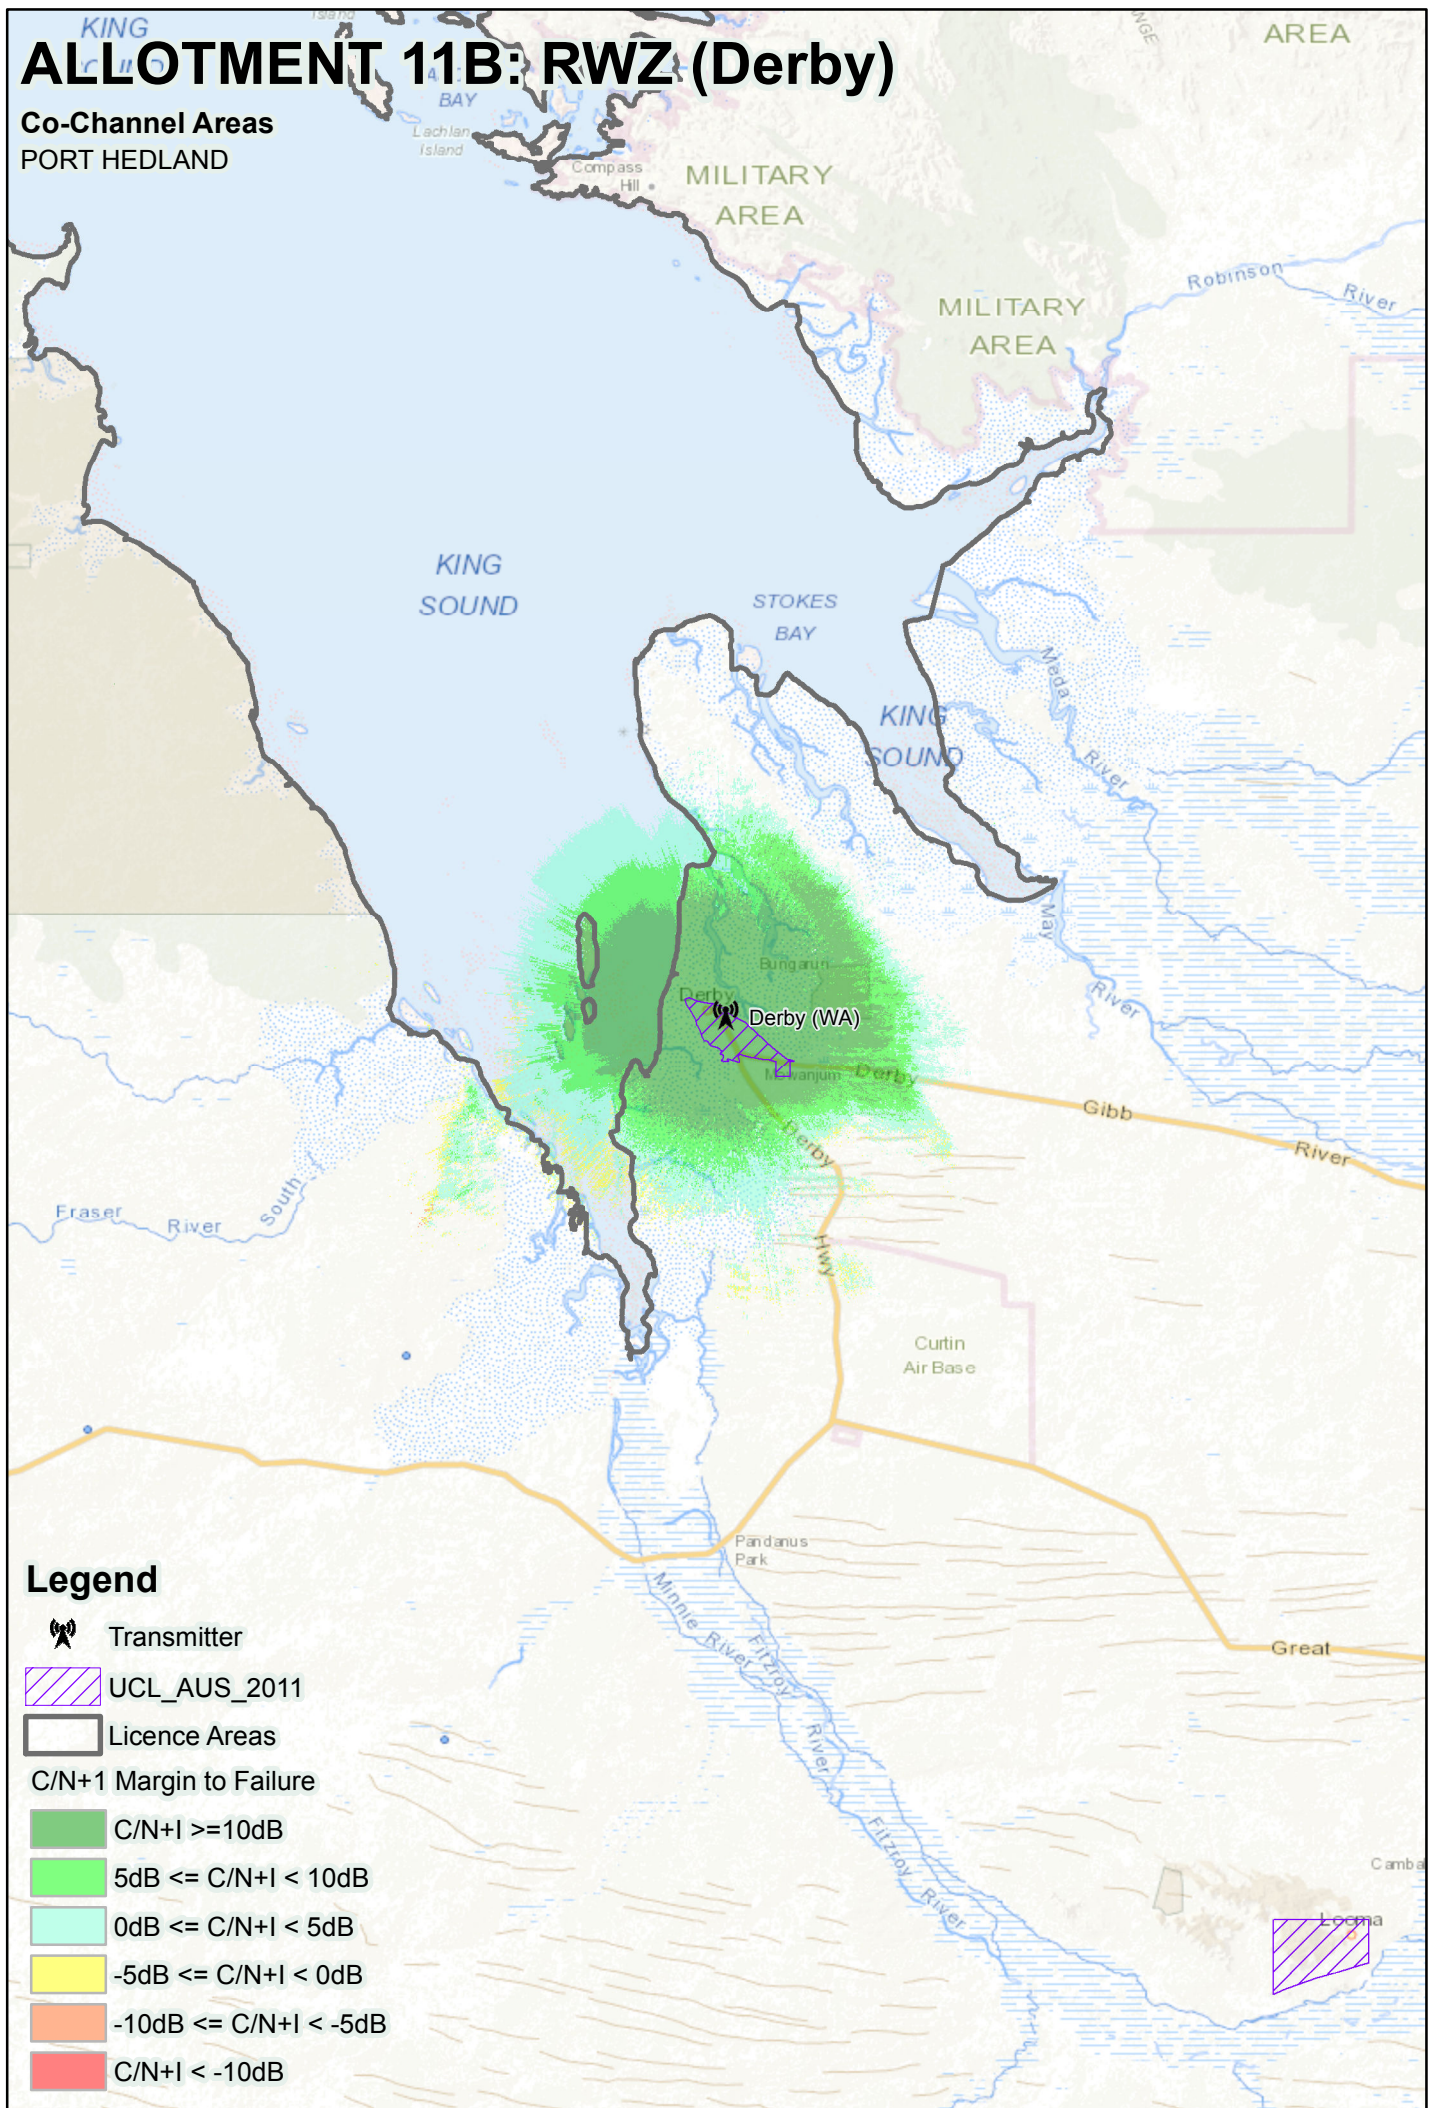 Island
KING
SOUND
ALLOTMENT 11B: RWZ (Derby)
BAY
Co-Channel Areas
PORT HEDLAND
Lachlan
Island
Compass
Hill
MILITARY
AREA
AREA
MILITARY
AREA
Robinson
River
KING
SOUND
STOKES
BAY
KING
SOUND
Meda
River
May
River
Bungarun
Derby
Derby (WA)
Mowanjum
Derby
Gibb
River
Derby
Hwy
Fraser
River
South
Curtin
Air Base
Pandanus
Park
Minnie River
Fitzroy
River
Fitzroy
River
Great
Camba
Looma
Legend
Transmitter
UCL_AUS_2011
Licence Areas
C/N+1 Margin to Failure
C/N+I >=10dB
5dB <= C/N+I < 10dB
0dB <= C/N+I < 5dB
-5dB <= C/N+I < 0dB
-10dB <= C/N+I < -5dB
C/N+I < -10dB